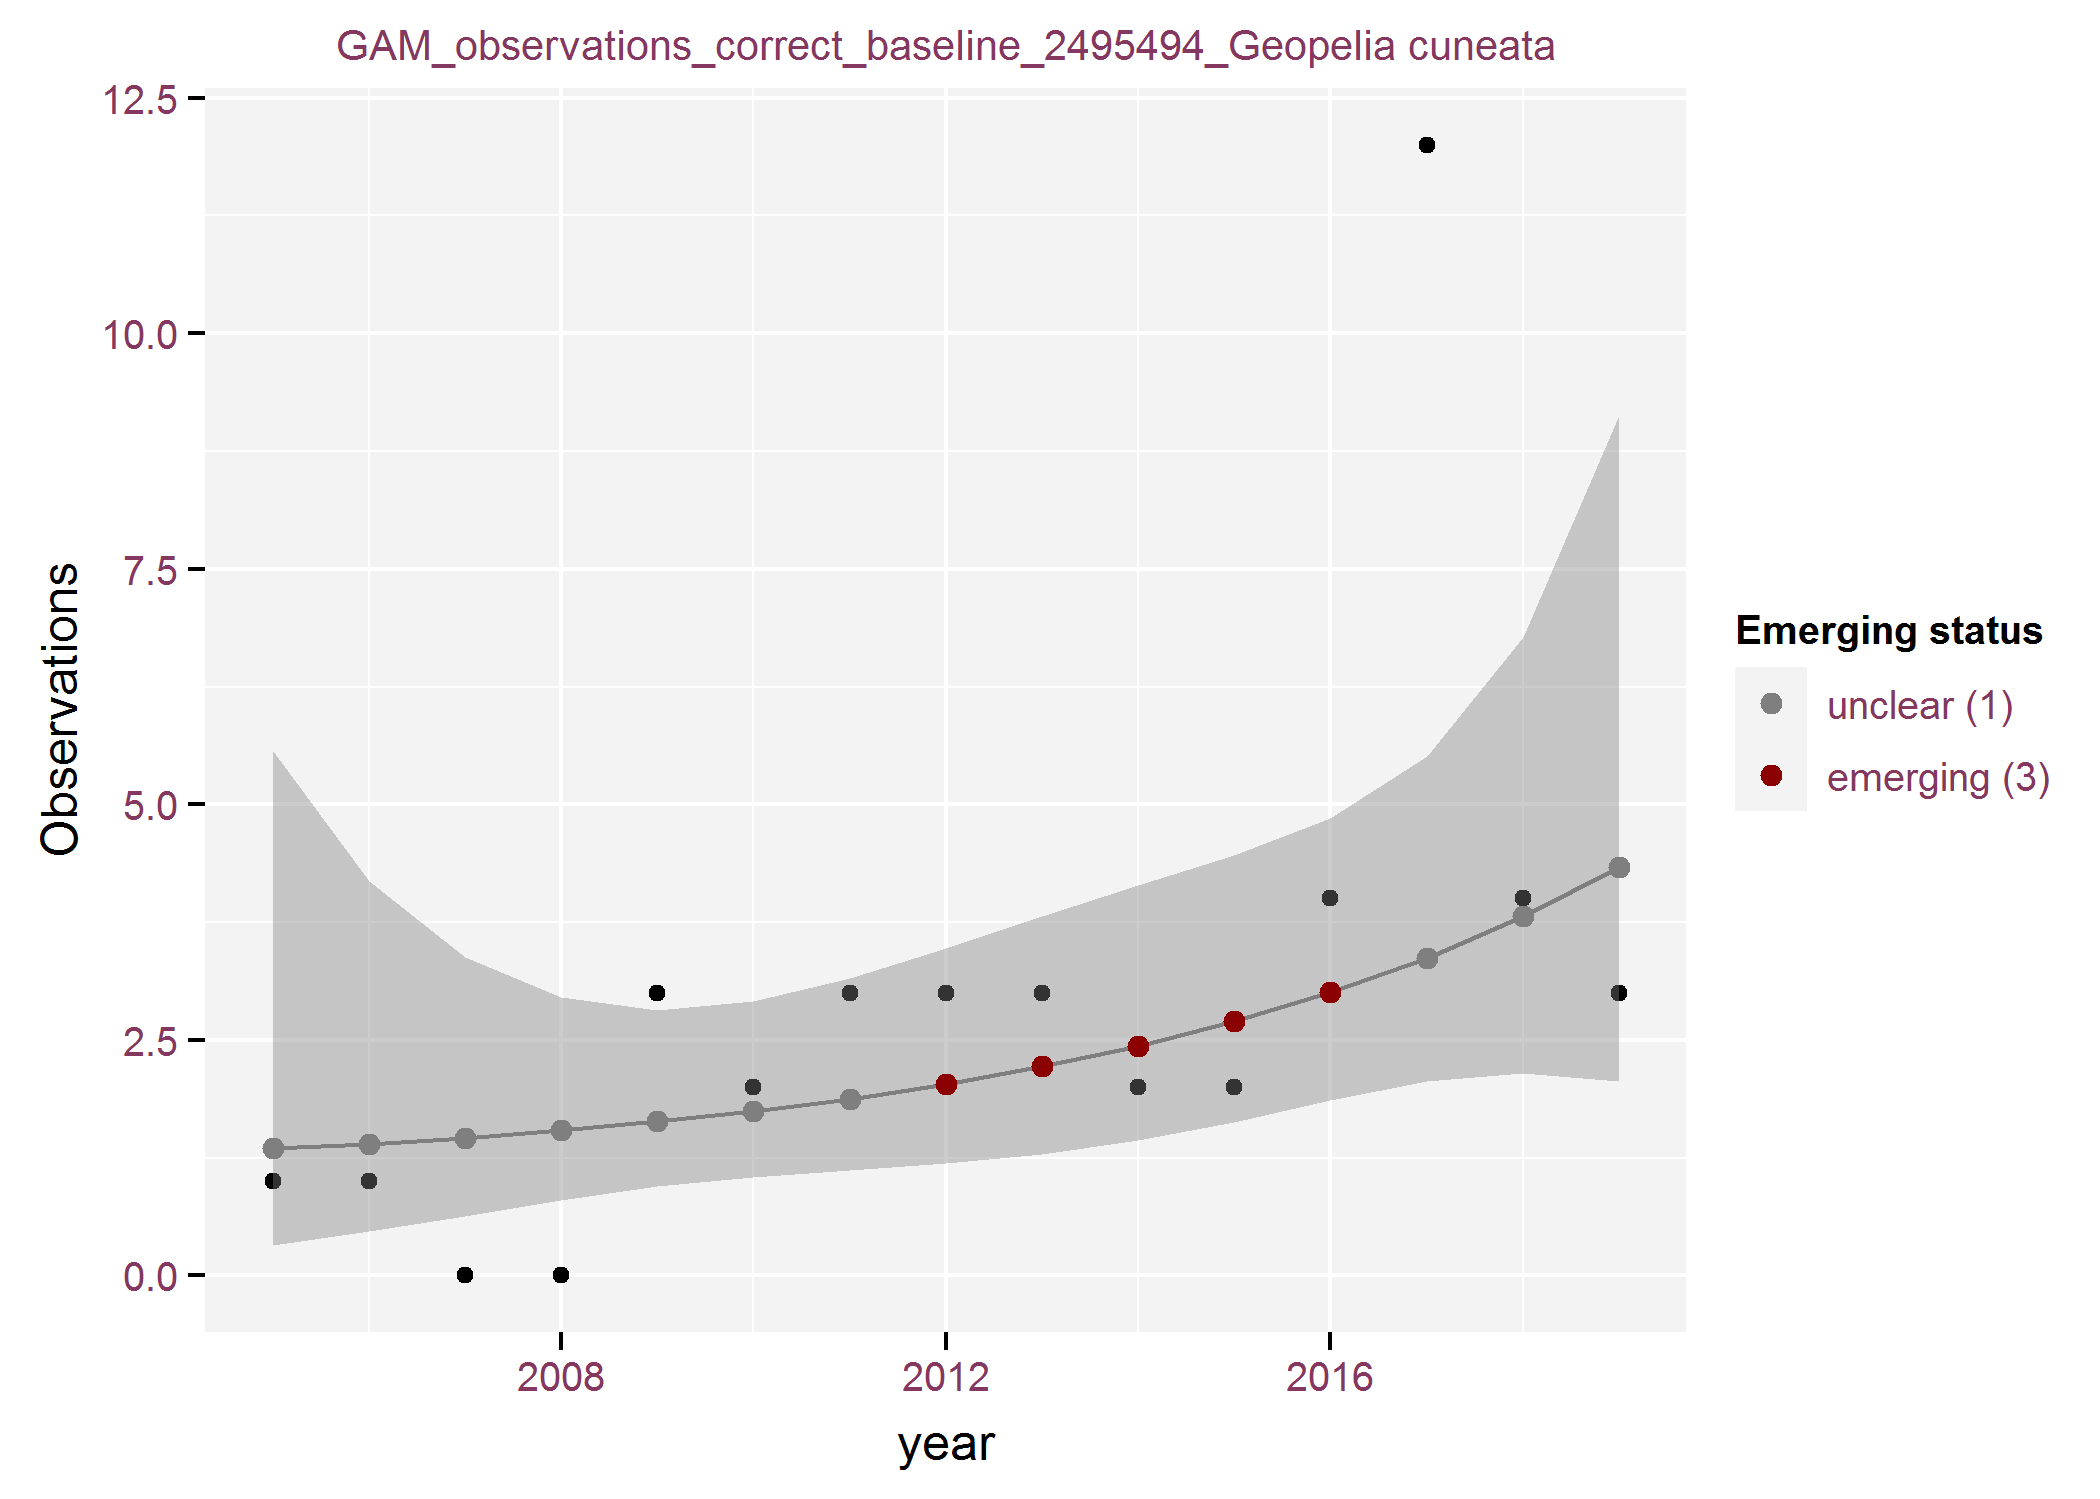 GAM_observations_correct_baseline_2495494_Geopelia cuneata
12.5
10.0
7.5
5.0
2.5
0.0
Observations
2008
2012
2016
year
Emerging status
unclear (1)
emerging (3)